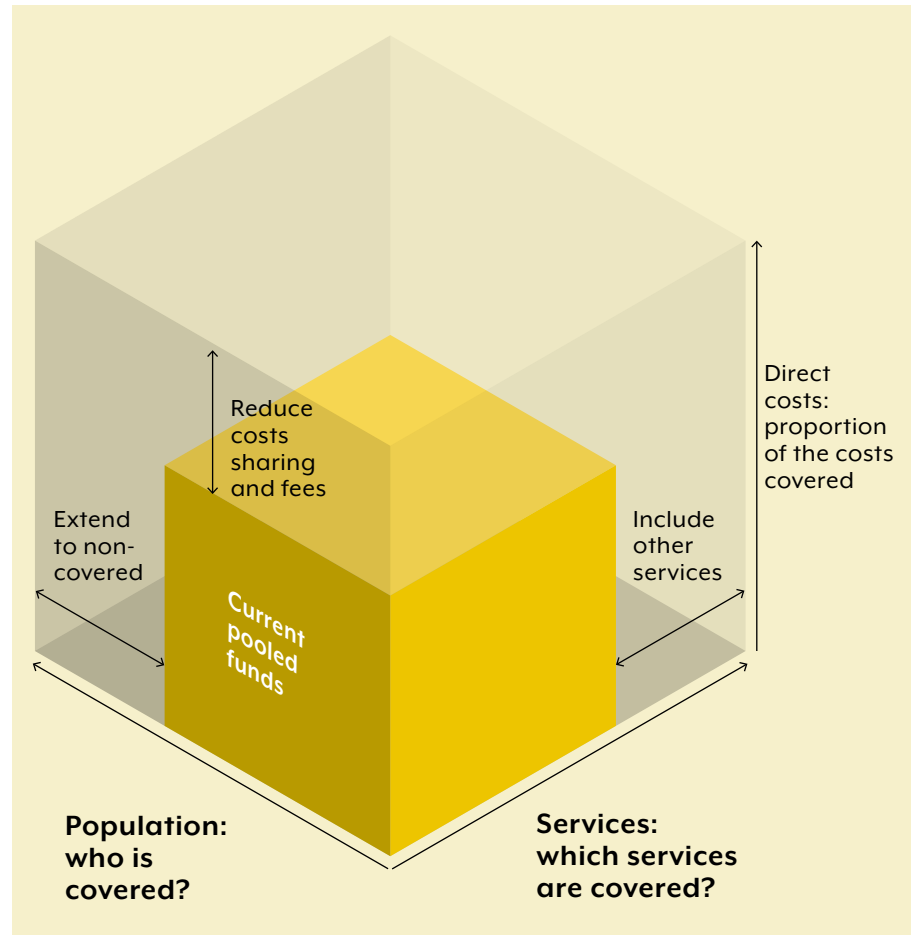 Direct
costs:
proportion
of the costs
covered
Reduce
costs
sharing
and fees
Extend
to non-
covered
Include
other
services
Current
pooled
funds
Population:
who is
covered?
Services:
which services
are covered?